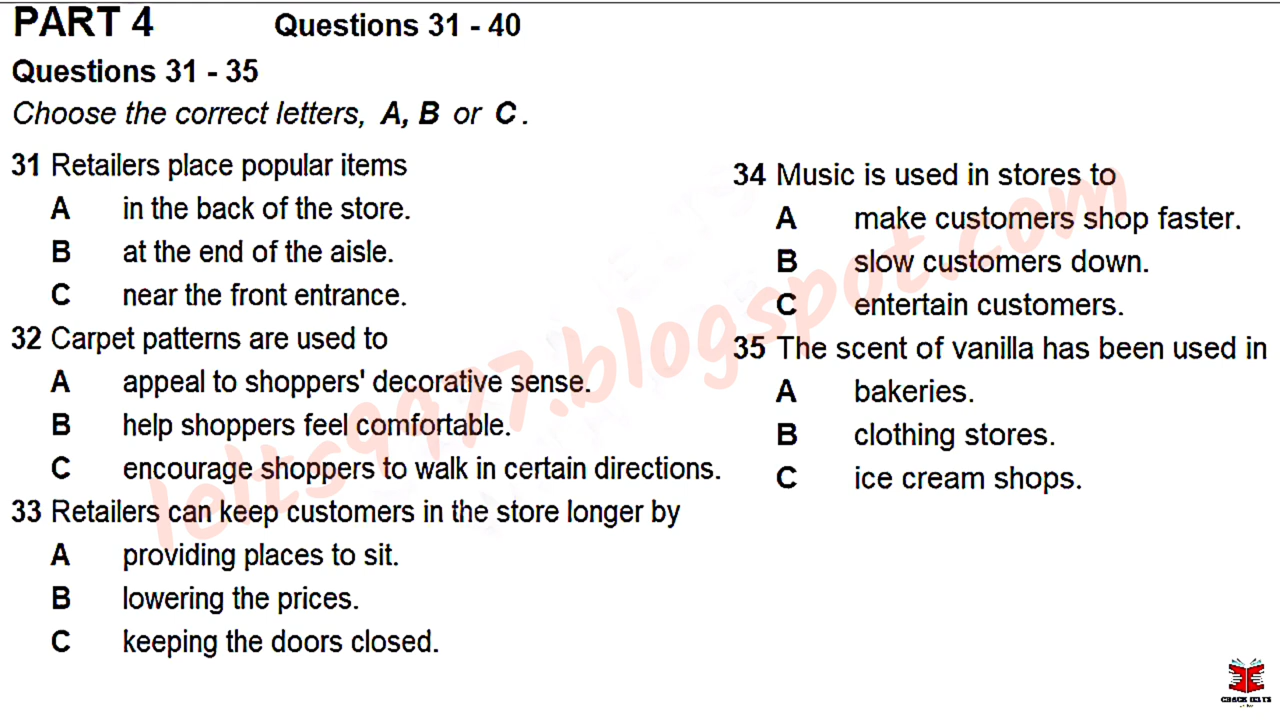 PART 4
Questions 31 - 40
Questions 31 - 35
Choose the correct letters, A, B or C.
31 Retailers place popular items
A in the back of the store.
B at the end of the aisle.
C near the front entrance.
32 Carpet patterns are used to
A appeal to shoppers' decorative sense.
B help shoppers feel comfortable.
C encourage shoppers to walk in certain directions.
33 Retailers can keep customers in the store longer by
A providing places to sit.
B lowering the prices.
C keeping the doors closed.
34 Music is used in stores to
A make customers shop faster.
B slow customers down.
C entertain customers.
35 The scent of vanilla has been used in
A bakeries.
B clothing stores.
C ice cream shops.
Ielts9977.blogspot.com
CRACK IELTS